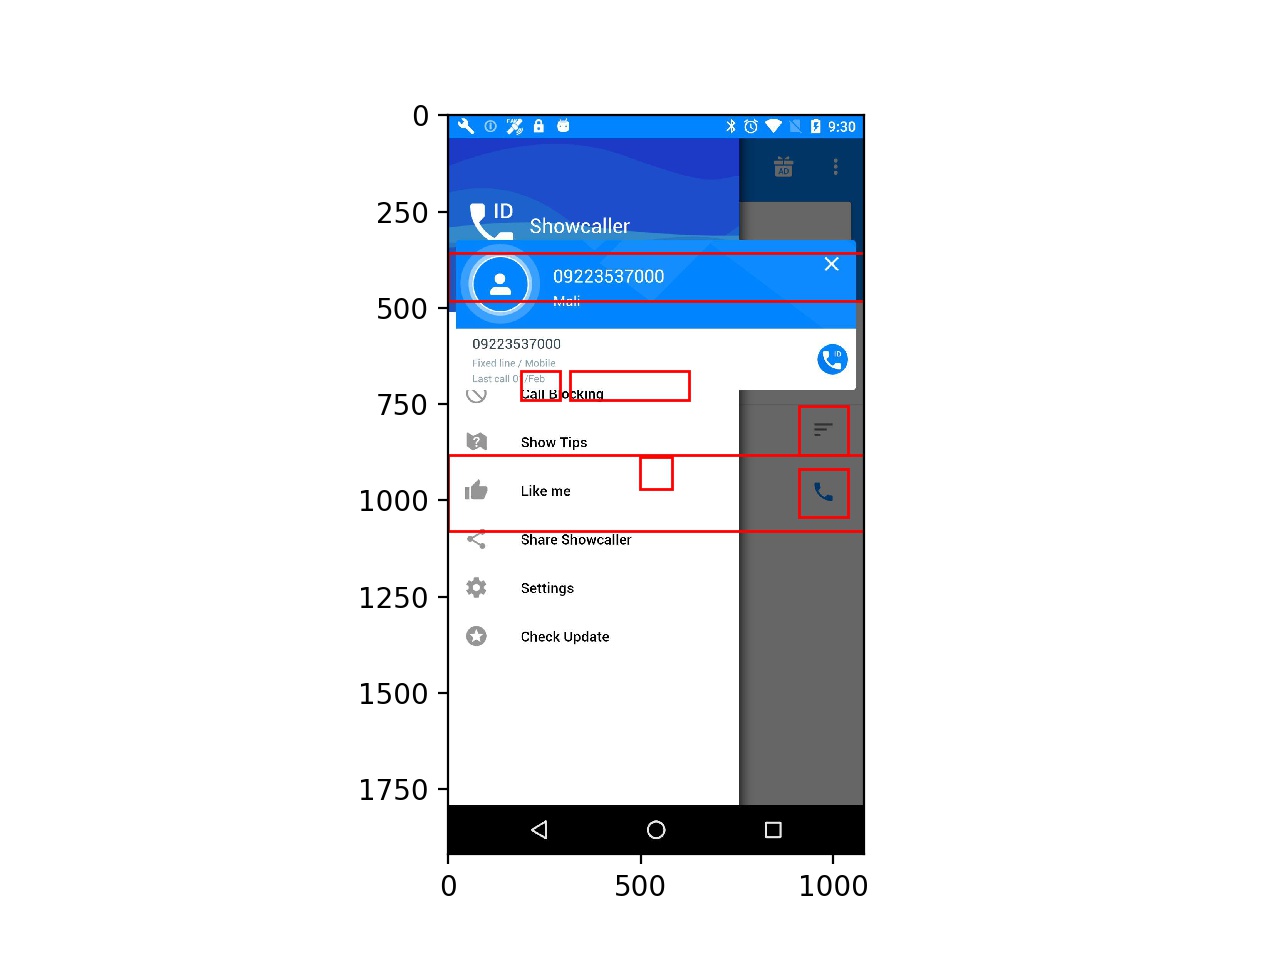 0
9:30
AD
250
ID
Showcaller
09223537000
Mali
500
09223537000
ID
Fixed line / Mobile
Last call 0 /Feb
750
Call Blocking
Show Tips
Like me
1000
Share Showcaller
1250
Settings
Check Update
1500
1750
0 500 1000